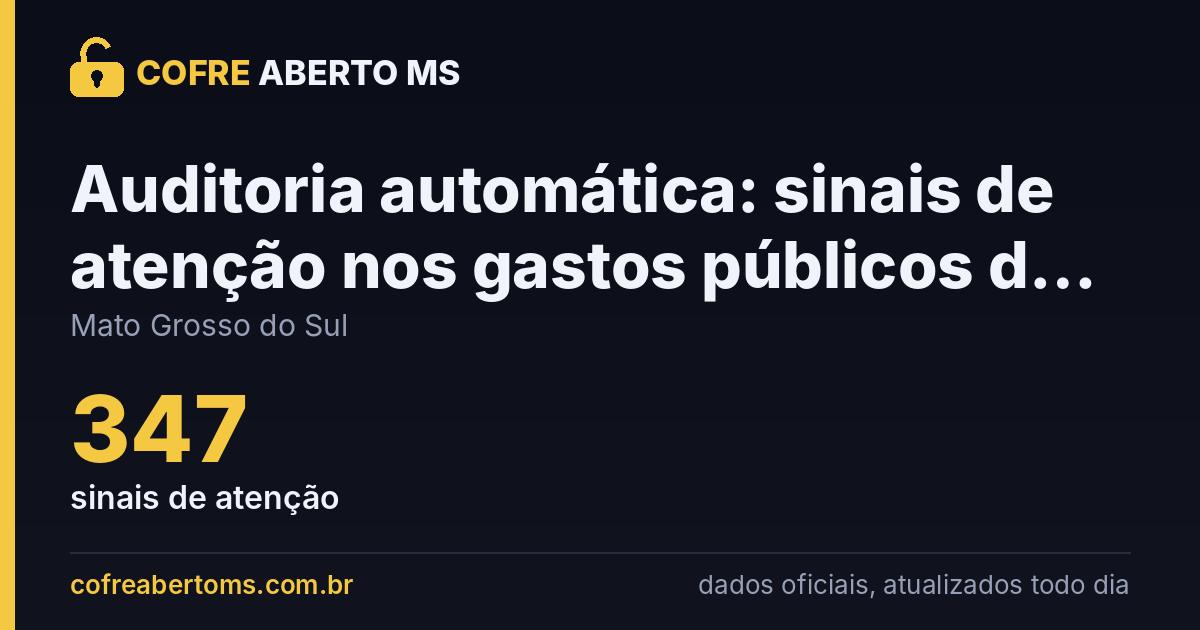 COFRE ABERTO MS
Auditoria automática: sinais de
atenção nos gastos públicos d...
Mato Grosso do Sul
347
sinais de atenção
cofreabertoms.com.br
dados oficiais, atualizados todo dia